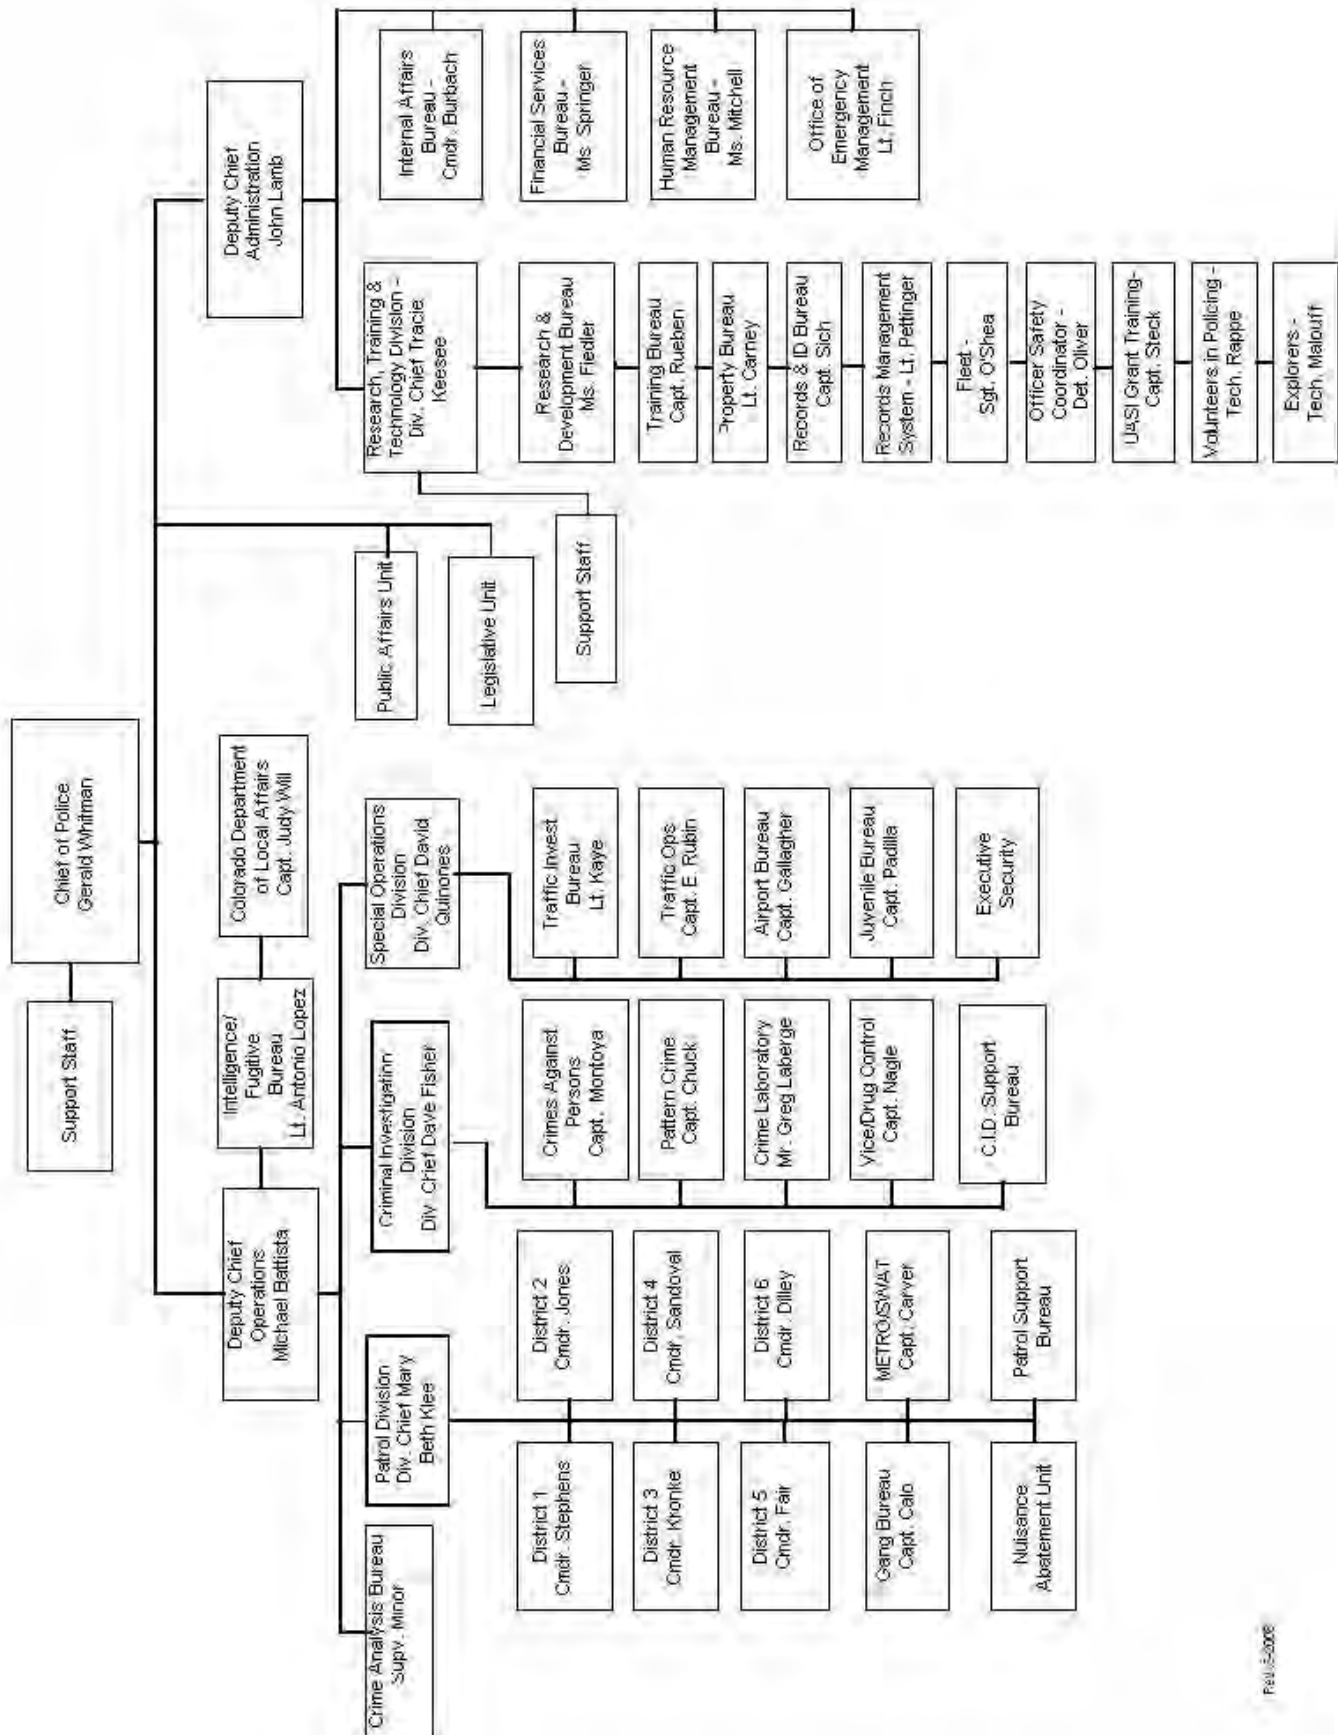 Chief of Police
Gerald Whitman
Support Staff
Deputy Chief
Operations
Michael Battista
Intelligence/
Fugitive
Bureau
Lt. Antonio Lopez
Colorado Department
of Local Affairs
Capt. Judy Will
Deputy Chief
Administration
John Lamb
Crime Analysis Bureau
Supv. Minor
Patrol Division
Div. Chief Mary
Beth Klee
Criminal Investigation
Division
Div. Chief Dave Fisher
Special Operations
Division
Div. Chief David
Quinones
Public Affairs Unit
Legislative Unit
Research, Training &
Technology Division -
Div. Chief Tracie
Keesee
Support Staff
Internal Affairs
Bureau -
Cmdr. Burbach
Financial Services
Bureau -
Ms. Springer
Human Resource
Management
Bureau -
Ms. Mitchell
Office of
Emergency
Management
Lt. Finch
District 1
Cmdr. Stephens
District 2
Cmdr. Jones
District 3
Cmdr. Kronke
District 4
Cmdr. Sandoval
District 5
Cmdr. Fair
District 6
Cmdr. Dilley
Gang Bureau
Capt. Calo
METRO/SWAT
Capt. Carver
Nuisance
Abatement Unit
Patrol Support
Bureau
Crimes Against
Persons
Capt. Montoya
Pattern Crime
Capt. Chuck
Crime Laboratory
Mr. Greg Laberge
Vice/Drug Control
Capt. Nagle
C.I.D. Support
Bureau
Traffic Invest.
Bureau
Lt. Kaye
Traffic Ops
Capt. E. Rubin
Airport Bureau
Capt. Gallagher
Juvenile Bureau
Capt. Padilla
Executive
Security
Research &
Development Bureau
Ms. Fiedler
Training Bureau
Capt. Rueben
Property Bureau
Lt. Carney
Records & ID Bureau
Capt. Sich
Records Management
System - Lt. Pettinger
Fleet -
Sgt. O'Shea
Officer Safety
Coordinator -
Det. Oliver
UASI Grant Training-
Capt. Steck
Volunteers in Policing -
Tech. Rappe
Explorers -
Tech. Malouff